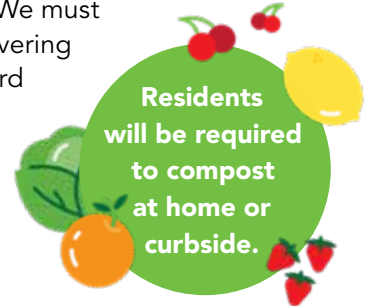 We must
vering
rd
Residents
will be required
to compost
at home or
curbside.